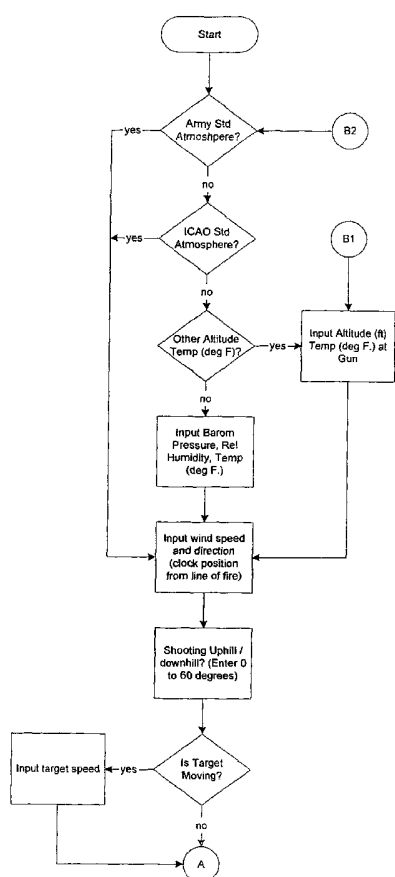 Start
Army Std
Atmoshpere?
B2
yes
no
ICAO Std
Atmosphere?
yes
B1
no
Other Altitude
Temp (deg F)?
yes
Input Altitude (ft)
Temp (deg F.) at
Gun
no
Input Barom
Pressure, Rel
Humidity, Temp
(deg F.)
Input wind speed
and direction
(clock position
from line of fire)
Shooting Uphill /
downhill? (Enter 0
to 60 degrees)
Is Target
Moving?
yes
Input target speed
no
A